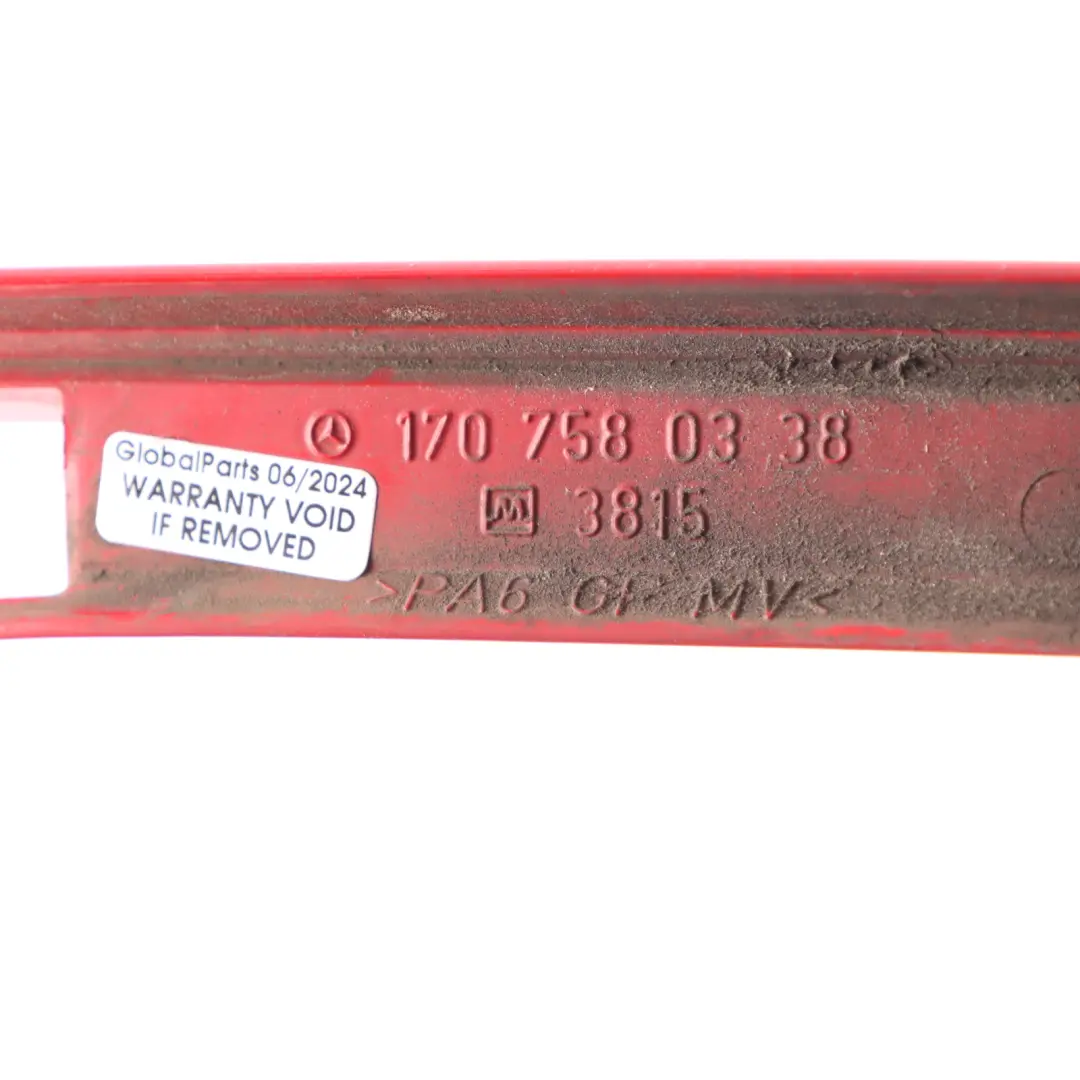 170 758 03 38
M 3815
>PA6 GF MV<
GlobalParts 06/2024
WARRANTY VOID
IF REMOVED